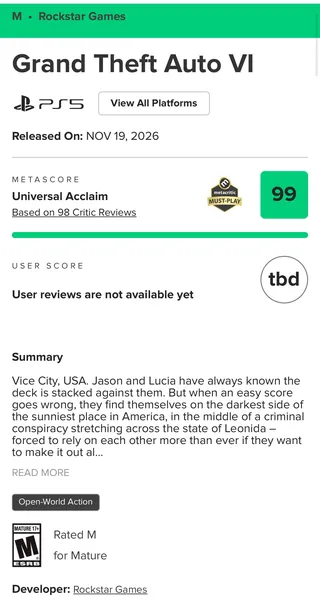 M • Rockstar Games
Grand Theft Auto VI
PS5 View All Platforms
Released On: NOV 19, 2026
METASCORE
Universal Acclaim
Based on 98 Critic Reviews
metacritic
MUST-PLAY
99
USER SCORE
User reviews are not available yet
tbd
Summary
Vice City, USA. Jason and Lucia have always known the
deck is stacked against them. But when an easy score
goes wrong, they find themselves on the darkest side of
the sunniest place in America, in the middle of a criminal
conspiracy stretching across the state of Leonida –
forced to rely on each other more than ever if they want
to make it out al...
READ MORE
Open-World Action
MATURE 17+
M
ESRB
Rated M
for Mature
Developer: Rockstar Games